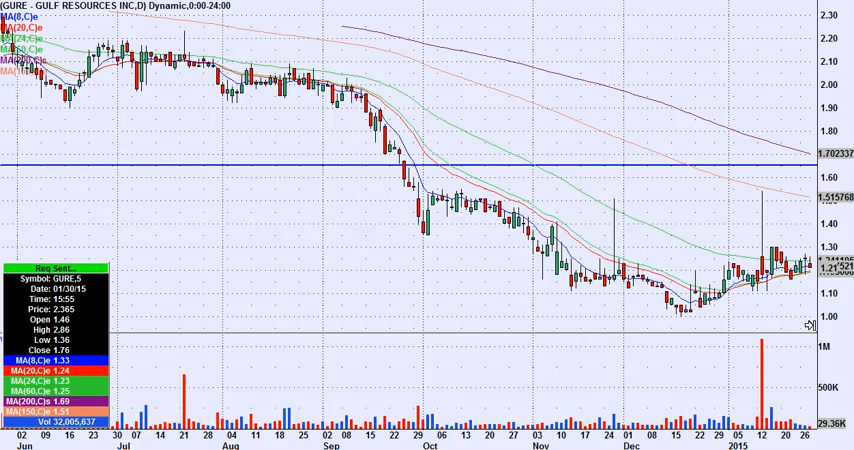 (GURE - GULF RESOURCES INC,D) Dynamic,0:00-24:00
MA(8,C)e
MA(20,C)e
MA(24,C)e
MA(60,C)e
MA(200,C)s
2.30
2.20
2.10
2.00
1.90
1.80
1.702337
1.60
1.515768
1.40
1.30
1.10
1.00
1M
500K
29.36K
Req Sent...
Symbol: GURE,5
Date: 01/30/15
Time: 15:55
Price: 2.365
Open 1.46
High 2.86
Low 1.36
Close 1.76
MA(8,C)e 1.33
MA(20,C)e 1.24
MA(24,C)e 1.23
MA(60,C)e 1.25
MA(200,C)s 1.69
MA(150,C)e 1.51
Vol 32,005,637
02 09 16 23 07 14 21 28 04 11 18 25 02 08 15 22 29 06 13 20 27 03 10 17 24 08 15 22 29 05 12 20 26
Jun Jul Aug Sep Oct Nov Dec 2015